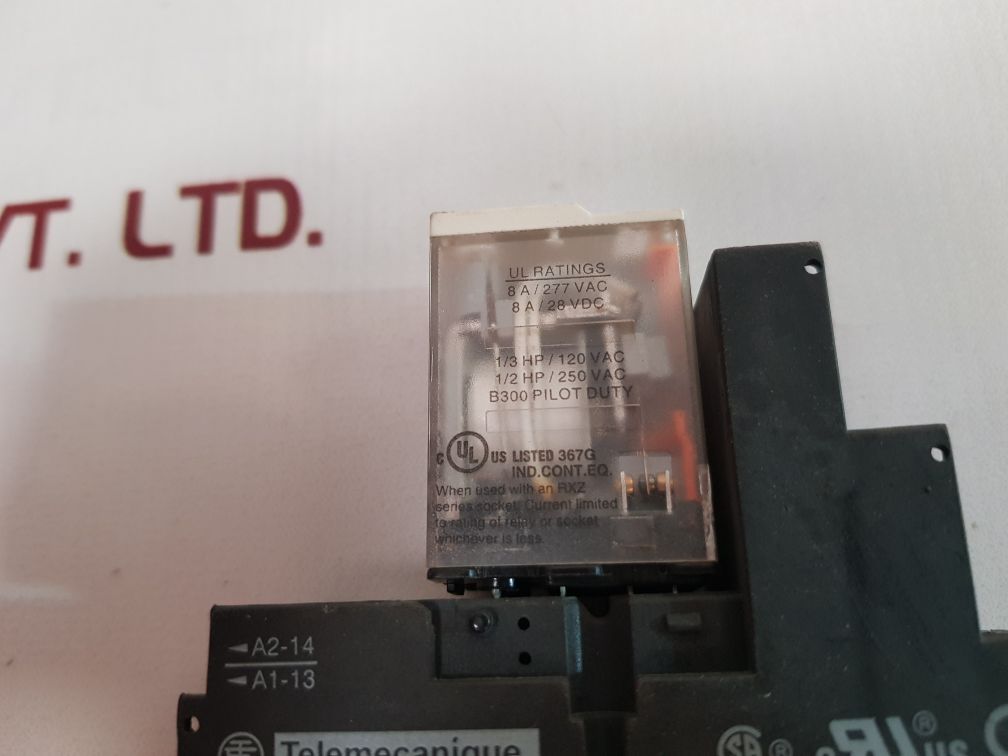 VT. LTD.
UL RATINGS
8 A / 277 VAC
8 A / 28 VDC
1/3 HP / 120 VAC
1/2 HP / 250 VAC
B300 PILOT DUTY
C UL US LISTED 367G
IND.CONT.EQ.
When used with an RXZ
series socket. Current limited
to rating of relay or socket
whichever is less.
A2-14
A1-13
Telemecanique